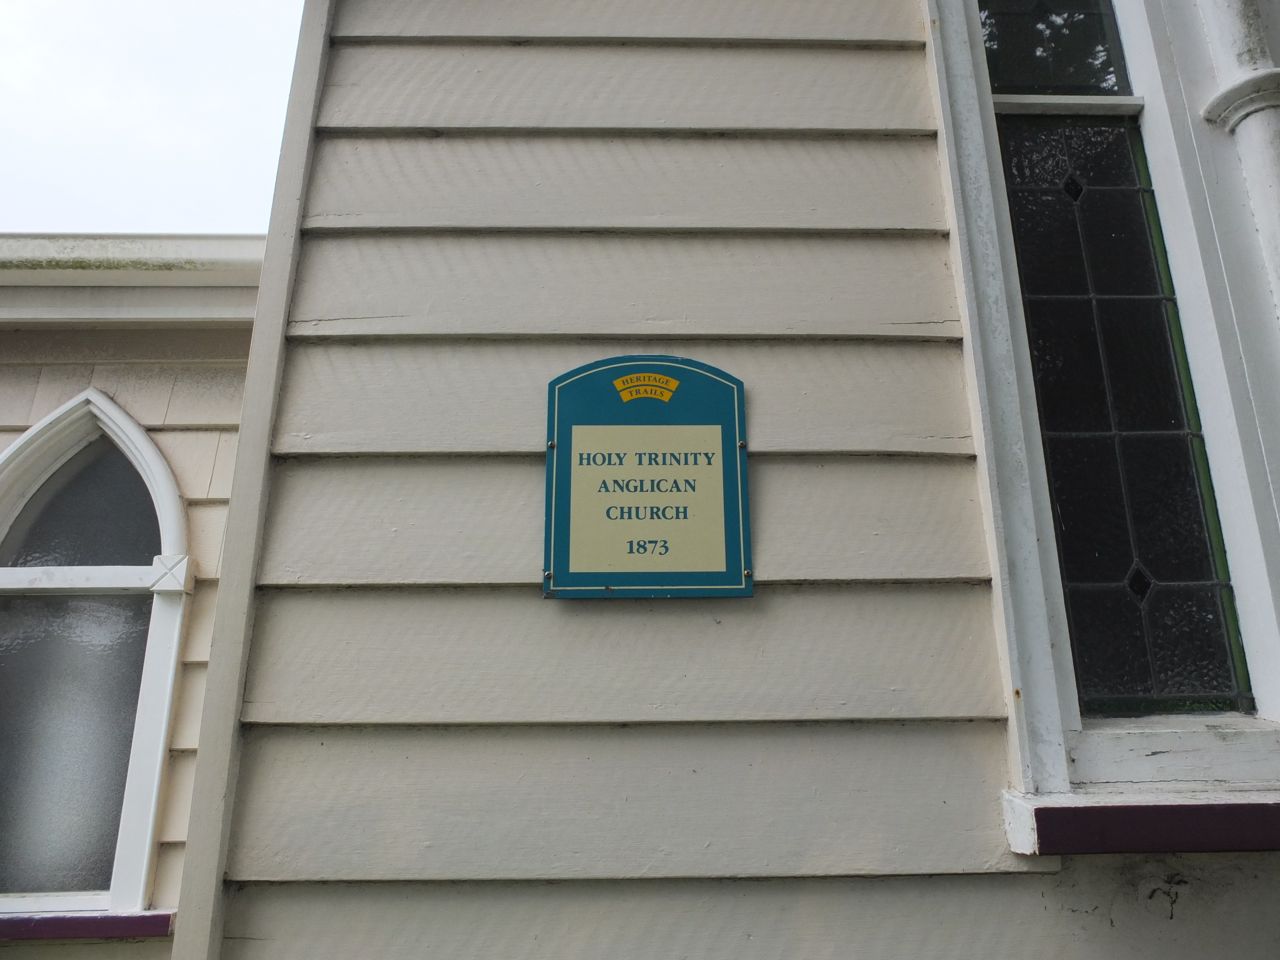 HERITAGE
TRAILS
HOLY TRINITY
ANGLICAN
CHURCH
1873